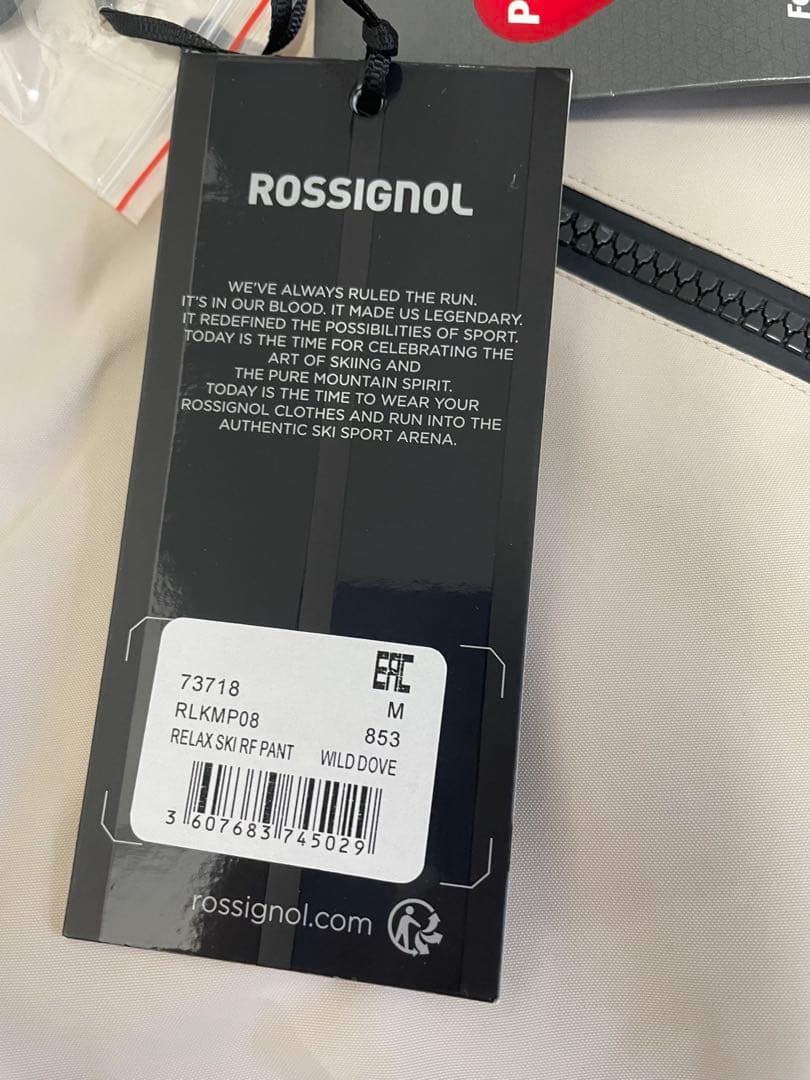 P
Fo
ROSSIGNOL
WE'VE ALWAYS RULED THE RUN.
IT'S IN OUR BLOOD. IT MADE US LEGENDARY.
IT REDEFINED THE POSSIBILITIES OF SPORT.
TODAY IS THE TIME FOR CELEBRATING THE
ART OF SKIING AND
THE PURE MOUNTAIN SPIRIT.
TODAY IS THE TIME TO WEAR YOUR
ROSSIGNOL CLOTHES AND RUN INTO THE
AUTHENTIC SKI SPORT ARENA.
EAC
73718
M
RLKMP08
853
RELAX SKI RF PANT WILD DOVE
3 607683 745029
rossignol.com